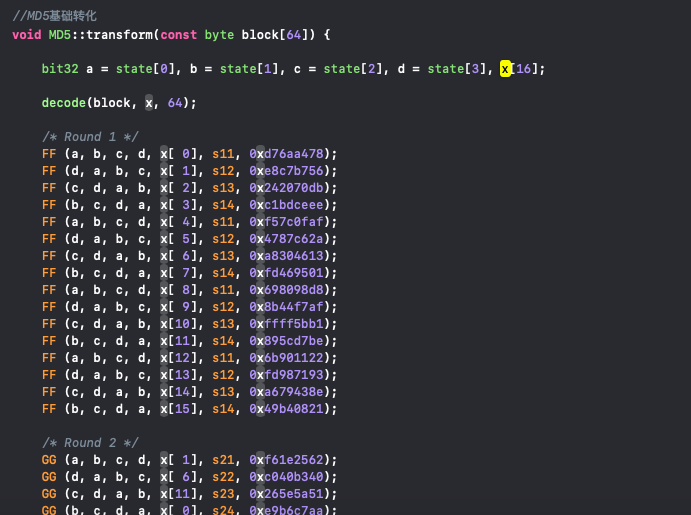 //MD5基础转化
void MD5::transform(const byte block[64]) {
bit32 a = state[0], b = state[1], c = state[2], d = state[3], x[16];
decode(block, x, 64);
/* Round 1 */
FF (a, b, c, d, x[ 0], s11, 0xd76aa478);
FF (d, a, b, c, x[ 1], s12, 0xe8c7b756);
FF (c, d, a, b, x[ 2], s13, 0x242070db);
FF (b, c, d, a, x[ 3], s14, 0xc1bdceee);
FF (a, b, c, d, x[ 4], s11, 0xf57c0faf);
FF (d, a, b, c, x[ 5], s12, 0x4787c62a);
FF (c, d, a, b, x[ 6], s13, 0xa8304613);
FF (b, c, d, a, x[ 7], s14, 0xfd469501);
FF (a, b, c, d, x[ 8], s11, 0x698098d8);
FF (d, a, b, c, x[ 9], s12, 0x8b44f7af);
FF (c, d, a, b, x[10], s13, 0xffff5bb1);
FF (b, c, d, a, x[11], s14, 0x895cd7be);
FF (a, b, c, d, x[12], s11, 0x6b901122);
FF (d, a, b, c, x[13], s12, 0xfd987193);
FF (c, d, a, b, x[14], s13, 0xa679438e);
FF (b, c, d, a, x[15], s14, 0x49b40821);
/* Round 2 */
GG (a, b, c, d, x[ 1], s21, 0xf61e2562);
GG (d, a, b, c, x[ 6], s22, 0xc040b340);
GG (c, d, a, b, x[11], s23, 0x265e5a51);
GG (b, c, d, a, x[ 0], s24, 0xe9b6c7aa);